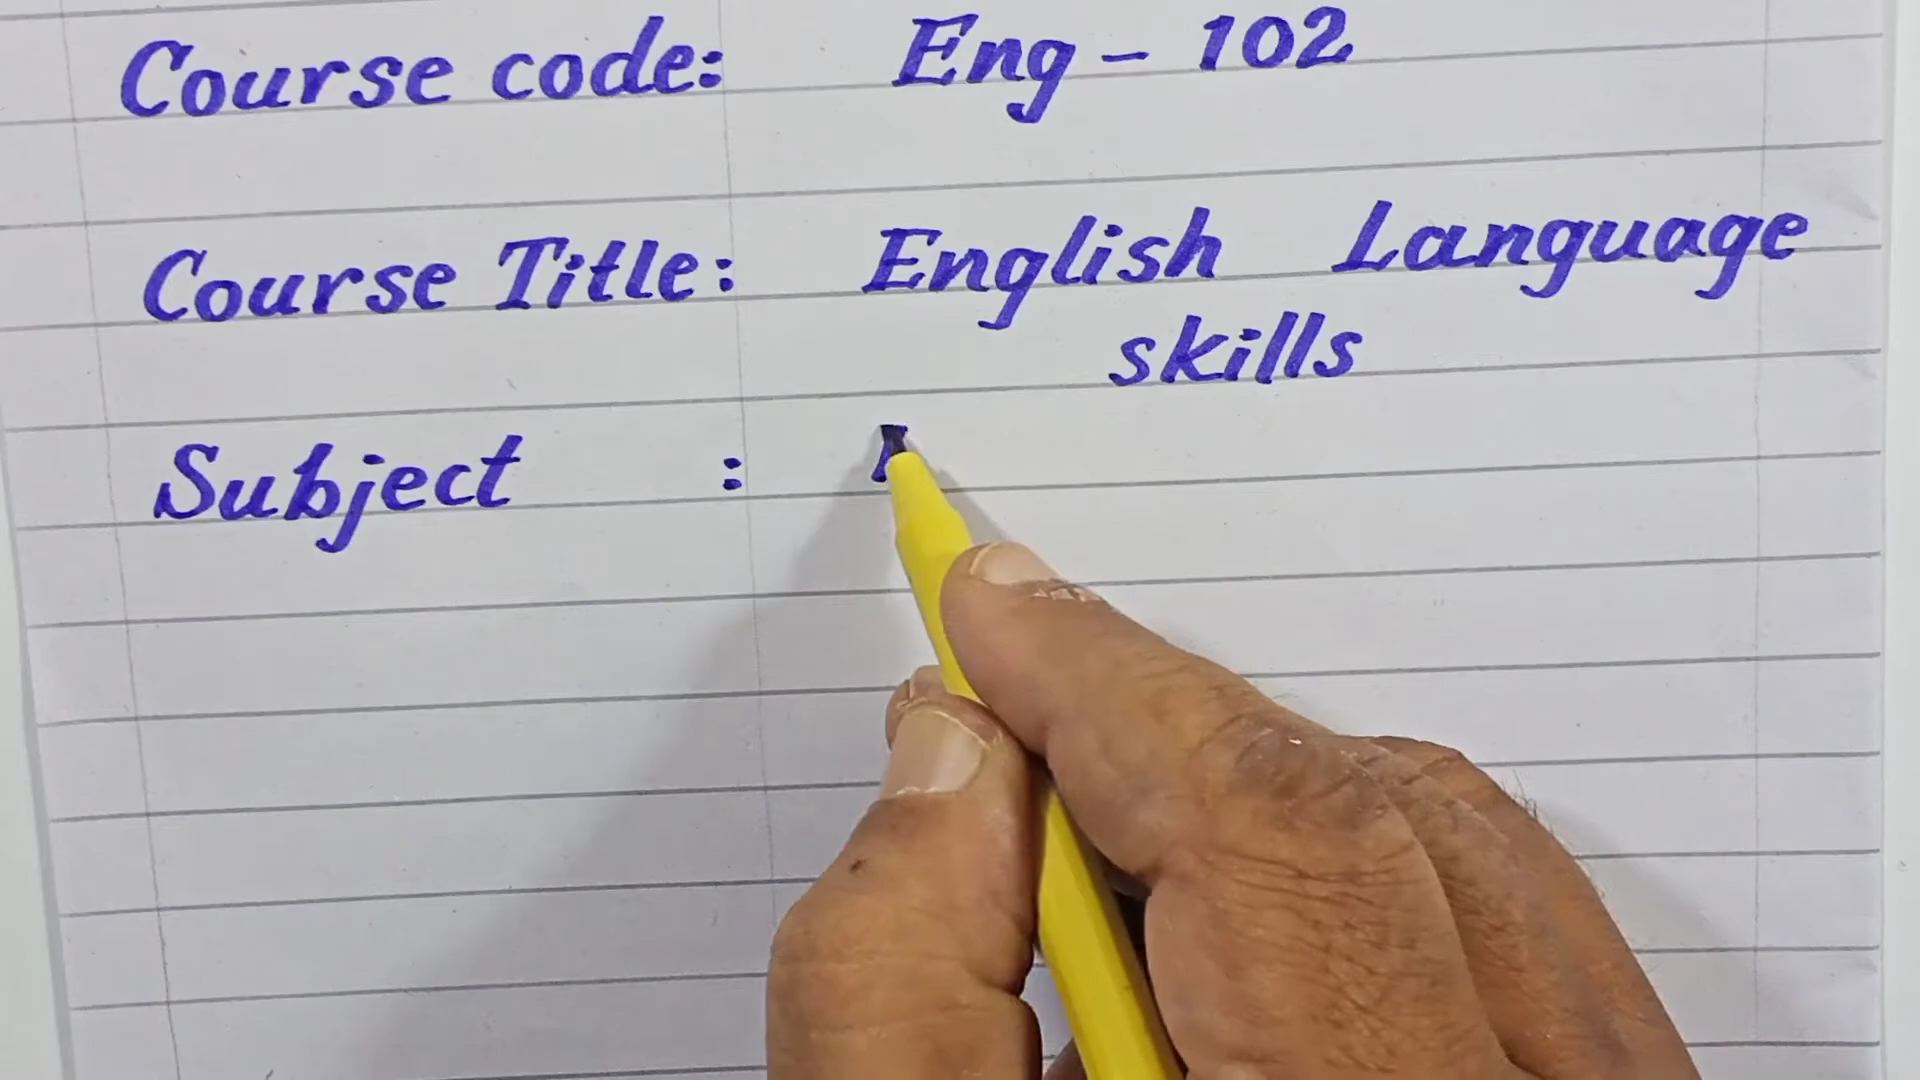 Course code: Eng - 102
Course Title: English Language
skills
Subject :